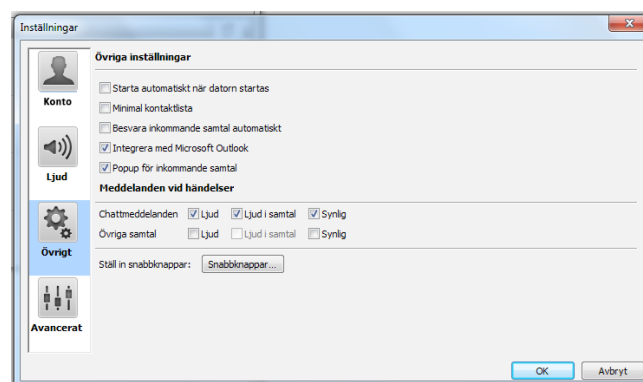 Inställningar
Övriga inställningar
Konto
Starta automatiskt när datorn startas
Minimal kontaktlista
Besvara inkommande samtal automatiskt
Integrera med Microsoft Outlook
Popup för inkommande samtal
Ljud
Meddelanden vid händelser
Chattmeddelanden Ljud Ljud i samtal Synlig
Övriga samtal Ljud Ljud i samtal Synlig
Övrigt
Ställ in snabbknappar: Snabbknappar...
Avancerat
OK Avbryt